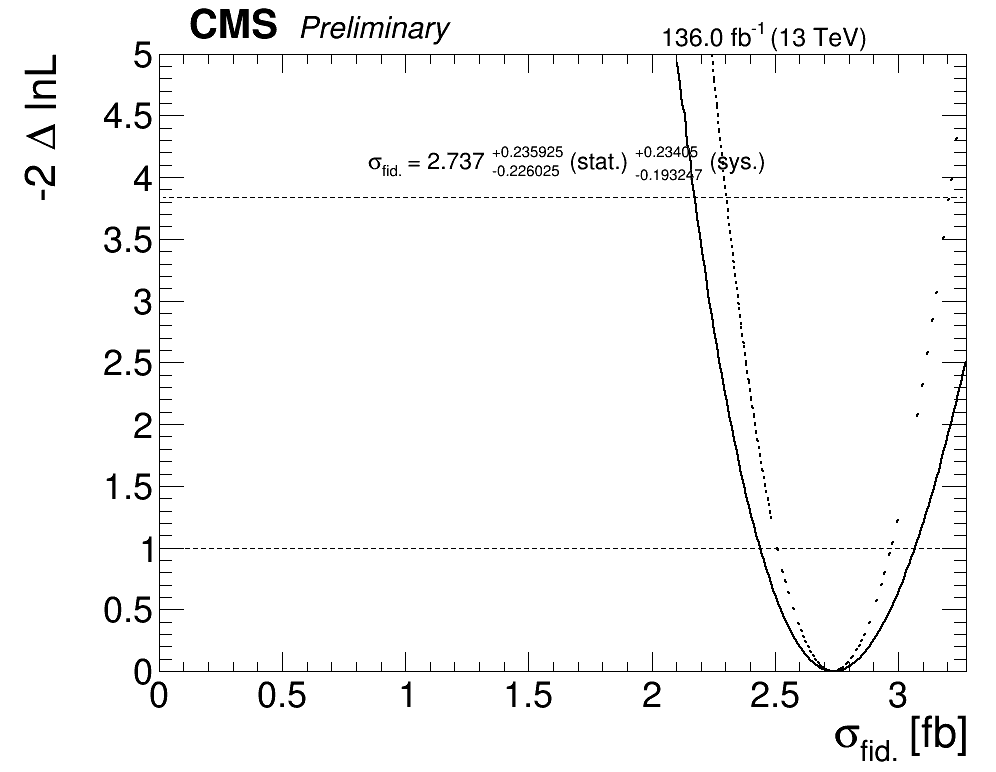 CMS Preliminary
136.0 fb-1 (13 TeV)
-2 Δ lnL
5
4.5
σfid. = 2.737 +0.235925 -0.226025 (stat.) +0.23405 -0.193247 (sys.)
4
3.5
3
2.5
2
1.5
1
0.5
0
0 0.5 1 1.5 2 2.5 3
σfid. [fb]